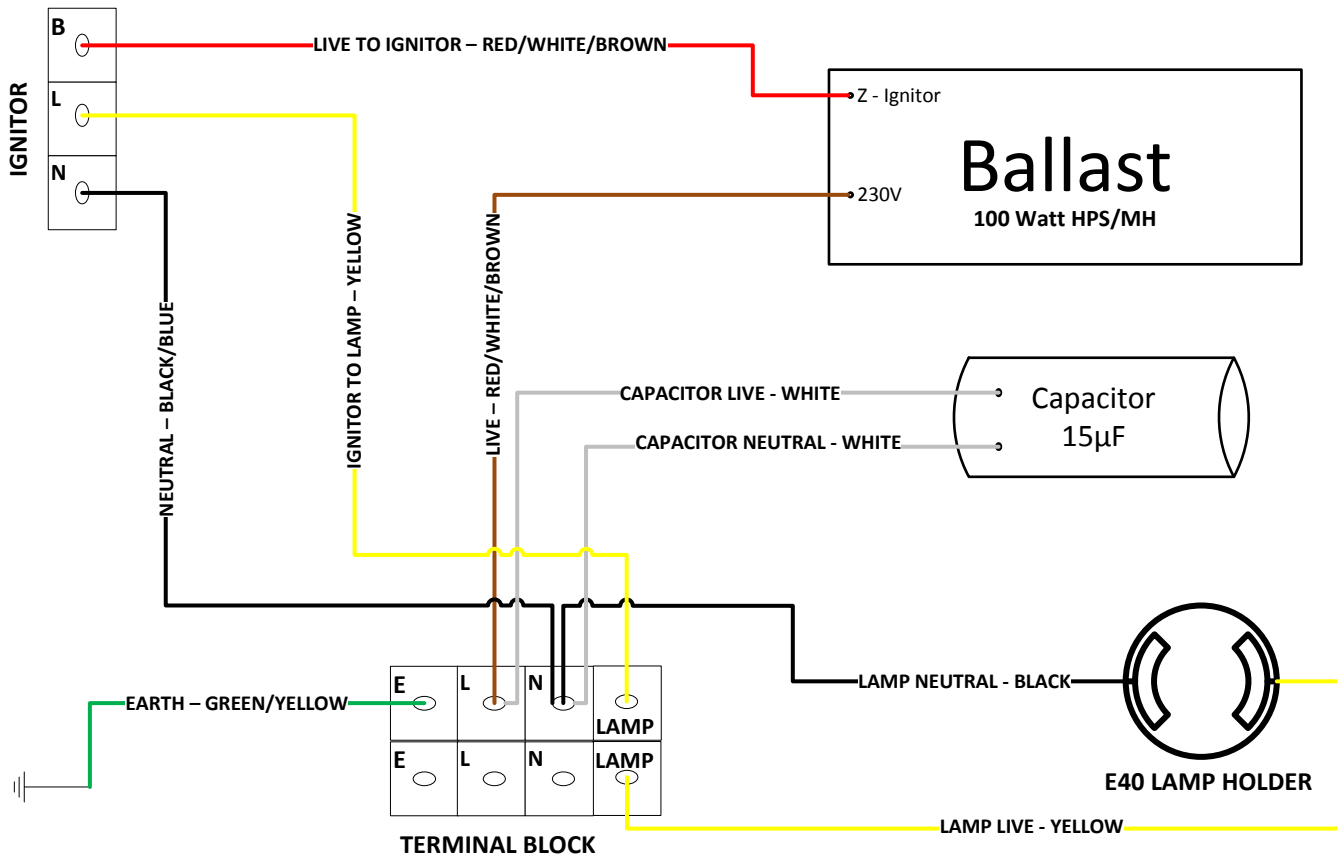 B
LIVE TO IGNITOR – RED/WHITE/BROWN
L
N
IGNITOR
Z - Ignitor
Ballast
230V
100 Watt HPS/MH
NEUTRAL – BLACK/BLUE
IGNITOR TO LAMP – YELLOW
LIVE – RED/WHITE/BROWN
CAPACITOR LIVE - WHITE
CAPACITOR NEUTRAL - WHITE
Capacitor
15µF
EARTH – GREEN/YELLOW
E
L
N
LAMP
E
L
N
LAMP
TERMINAL BLOCK
LAMP NEUTRAL - BLACK
E40 LAMP HOLDER
LAMP LIVE - YELLOW